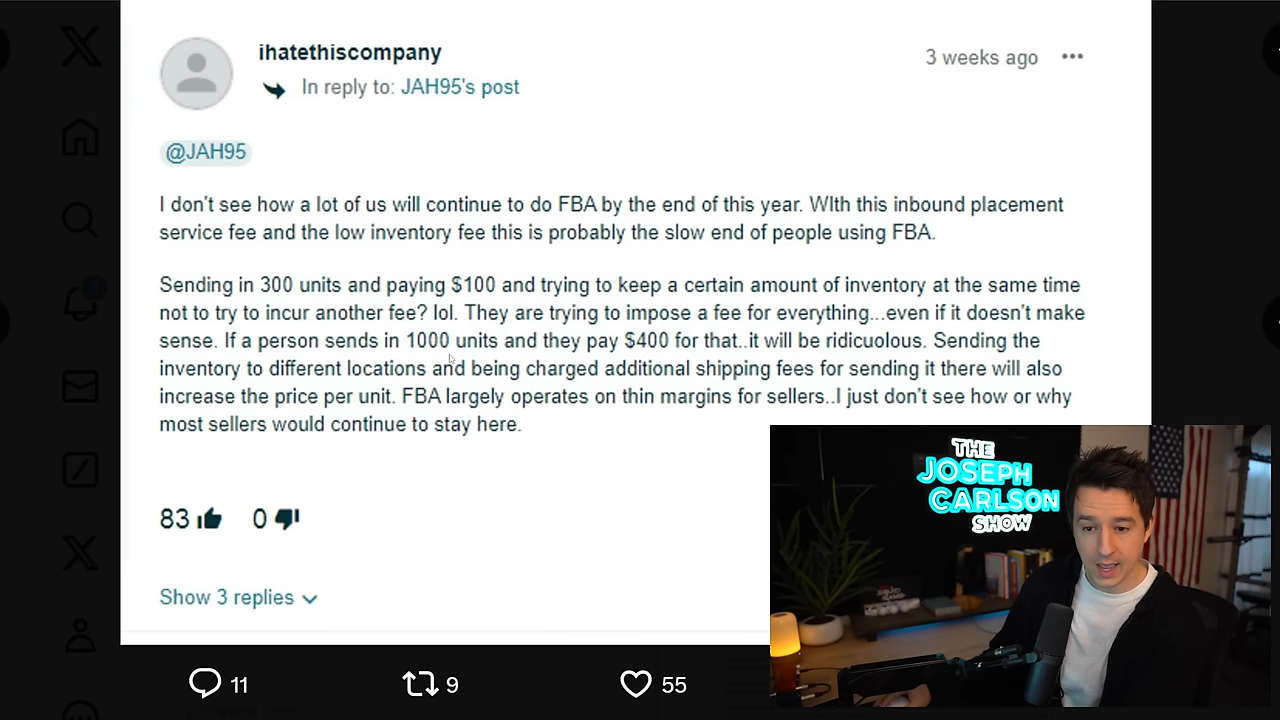 ihatethiscompany
3 weeks ago
In reply to: JAH95's post
@JAH95
I don't see how a lot of us will continue to do FBA by the end of this year. WIth this inbound placement
service fee and the low inventory fee this is probably the slow end of people using FBA.
Sending in 300 units and paying $100 and trying to keep a certain amount of inventory at the same time
not to try to incur another fee? lol. They are trying to impose a fee for everything...even if it doesn't make
sense. If a person sends in 1000 units and they pay $400 for that..it will be ridicuolous. Sending the
inventory to different locations and being charged additional shipping fees for sending it there will also
increase the price per unit. FBA largely operates on thin margins for sellers..I just don't see how or why
most sellers would continue to stay here.
83
0
Show 3 replies
11
9
55
THE
JOSEPH
CARLSON
SHOW